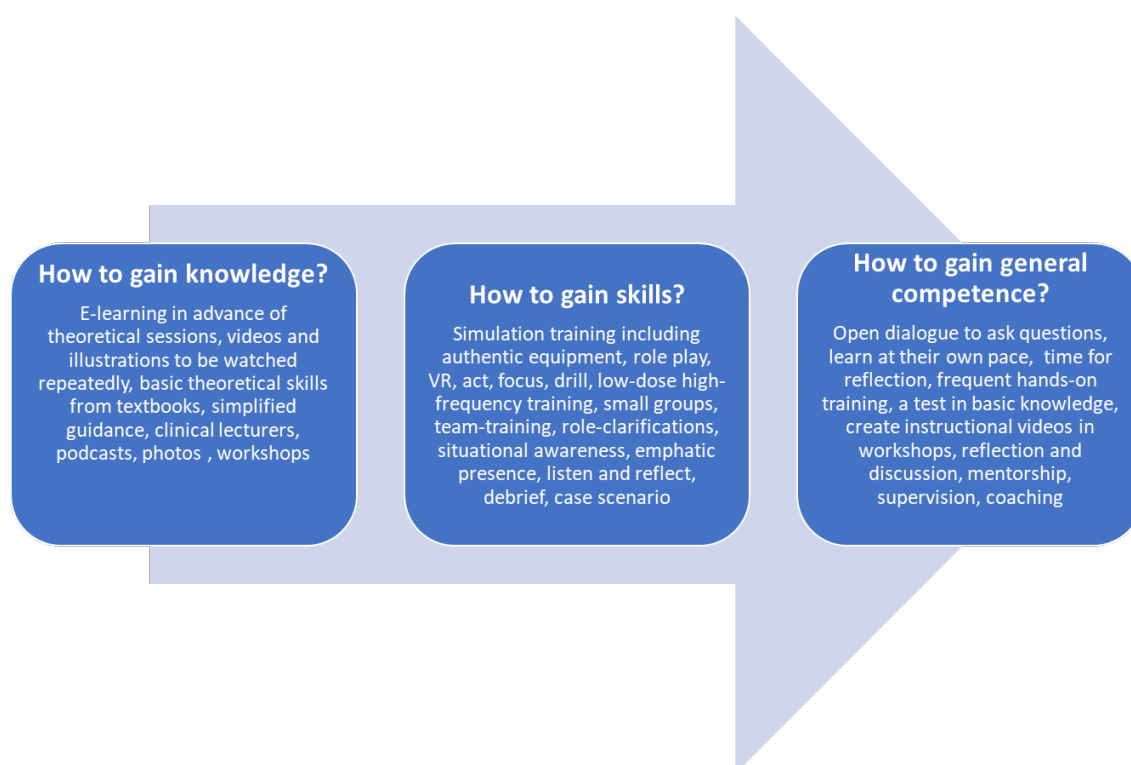 How to gain knowledge?
E-learning in advance of
theoretical sessions, videos and
illustrations to be watched
repeatedly, basic theoretical skills
from textbooks, simplified
guidance, clinical lecturers,
podcasts, photos , workshops
How to gain skills?
Simulation training including
authentic equipment, role play,
VR, act, focus, drill, low-dose high-
frequency training, small groups,
team-training, role-clarifications,
situational awareness, emphatic
presence, listen and reflect,
debrief, case scenario
How to gain general
competence?
Open dialogue to ask questions,
learn at their own pace,  time for
reflection, frequent hands-on
training, a test in basic knowledge,
create instructional videos in
workshops, reflection and
discussion, mentorship,
supervision, coaching